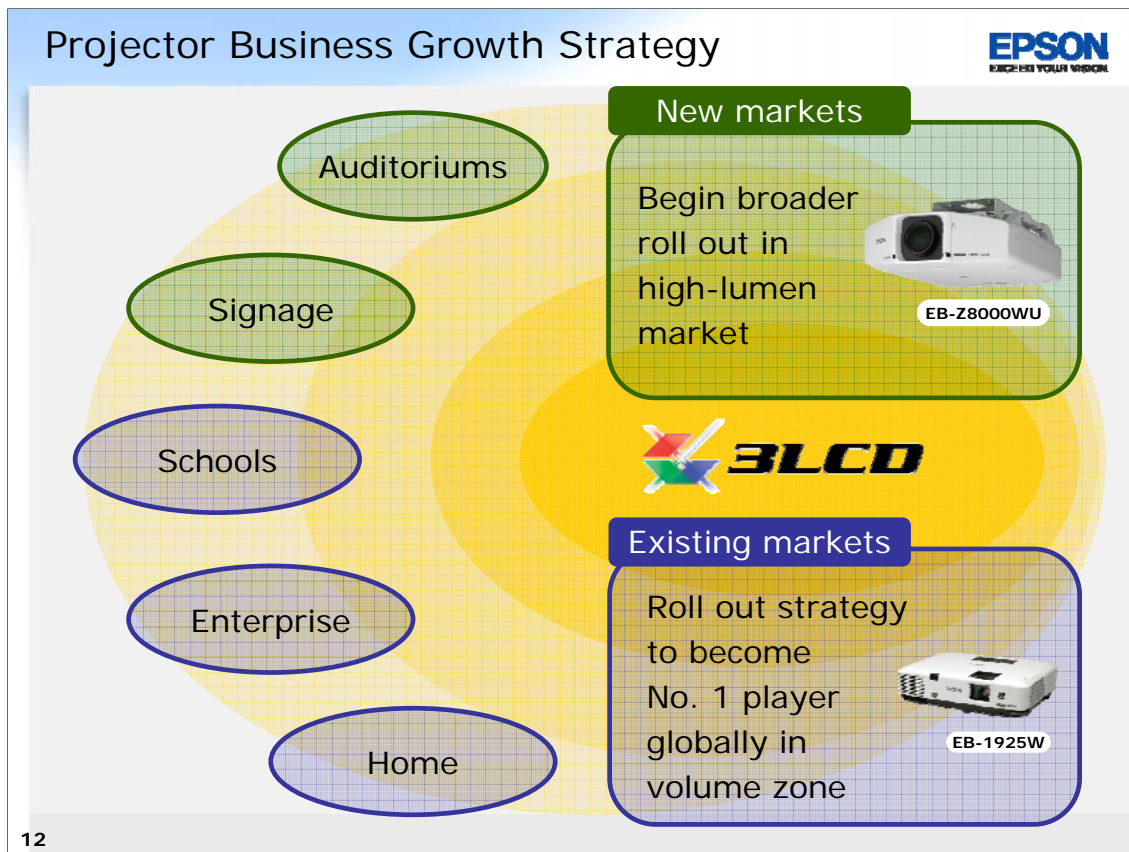 Projector Business Growth Strategy
EPSON
EXCEED YOUR VISION
Auditoriums
Signage
Schools
Enterprise
Home
New markets
Begin broader
roll out in
high-lumen
market
EB-Z8000WU
3LCD
Existing markets
Roll out strategy
to become
No. 1 player
globally in
volume zone
EB-1925W
12